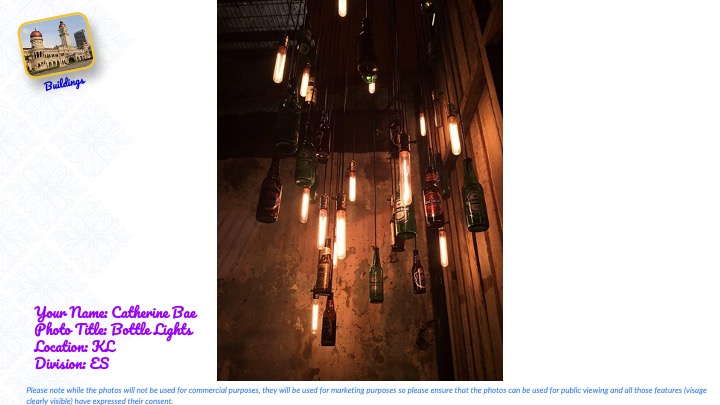 Buildings
Your Name: Catherine Bae
Photo Title: Bottle Lights
Location: KL
Division: ES
Please note while the photos will not be used for commercial purposes, they will be used for marketing purposes so please ensure that the photos can be used for public viewing and all those features (visage
clearly visible) have expressed their consent.